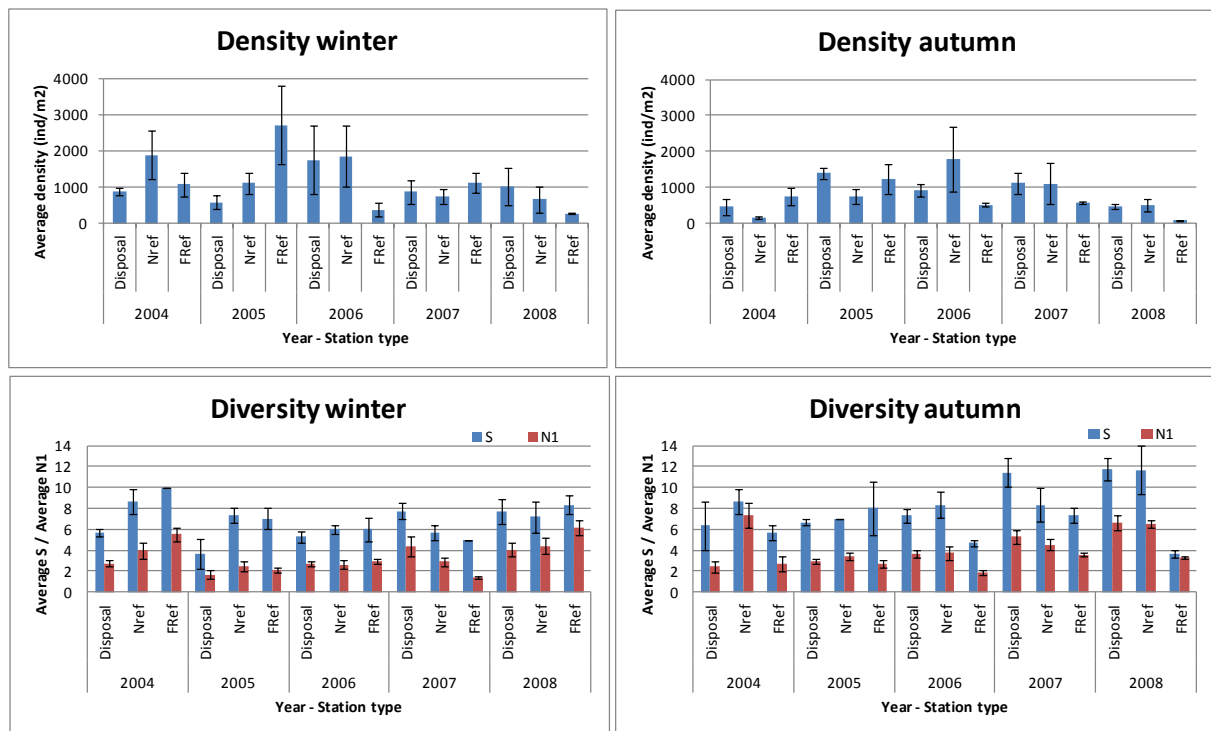 Density winter
Average density (ind/m2)
4000
3000
2000
1000
0
Disposal Nref FRef Disposal Nref FRef Disposal Nref FRef Disposal Nref FRef Disposal Nref FRef
2004 2005 2006 2007 2008
Year - Station type
Density autumn
Average density (ind/m2)
4000
3000
2000
1000
0
Disposal Nref FRef Disposal Nref FRef Disposal Nref FRef Disposal Nref FRef Disposal Nref FRef
2004 2005 2006 2007 2008
Year - Station type
Diversity winter
S N1
Average S / Average N1
14
12
10
8
6
4
2
0
Disposal Nref FRef Disposal Nref FRef Disposal Nref FRef Disposal Nref FRef Disposal Nref FRef
2004 2005 2006 2007 2008
Year - Station type
Diversity autumn
S N1
Average S / Average N1
14
12
10
8
6
4
2
0
Disposal Nref FRef Disposal Nref FRef Disposal Nref FRef Disposal Nref FRef Disposal Nref FRef
2004 2005 2006 2007 2008
Year - Station type